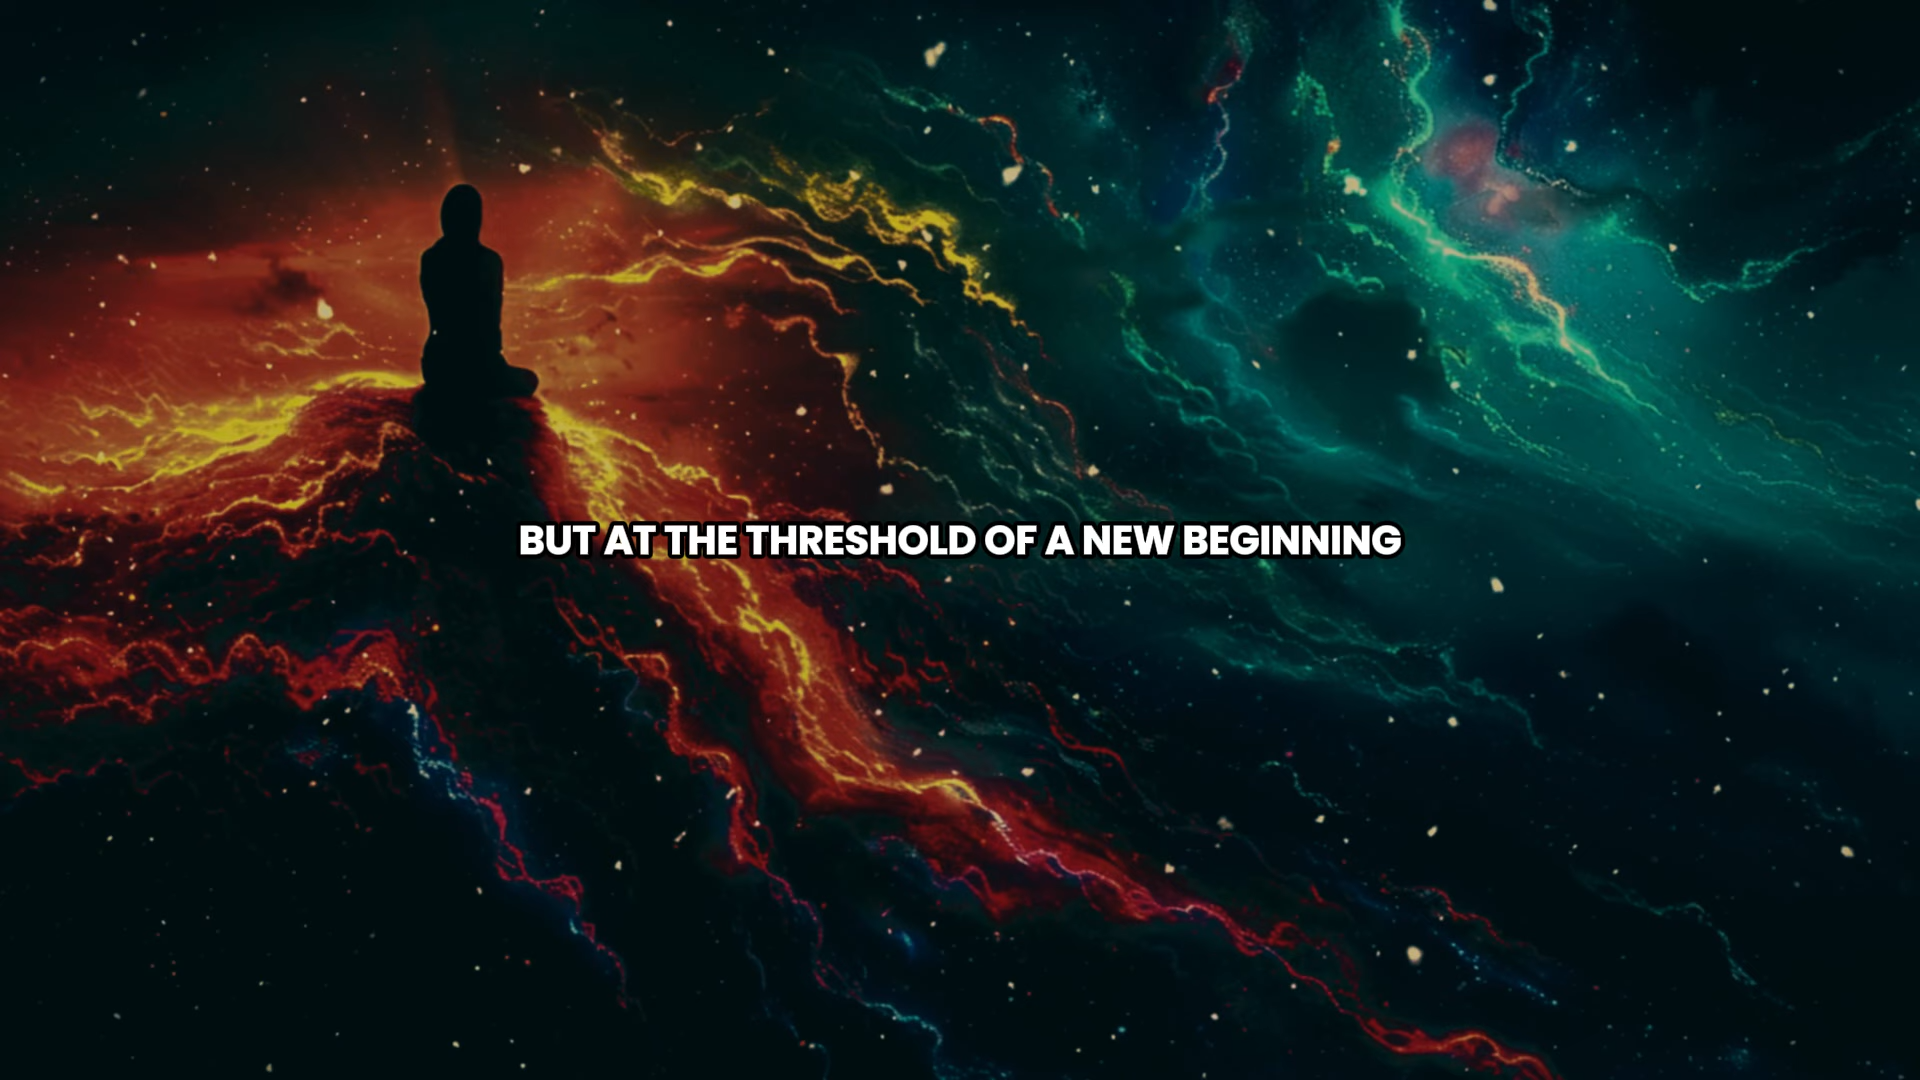 BUT AT THE THRESHOLD OF A NEW BEGINNING